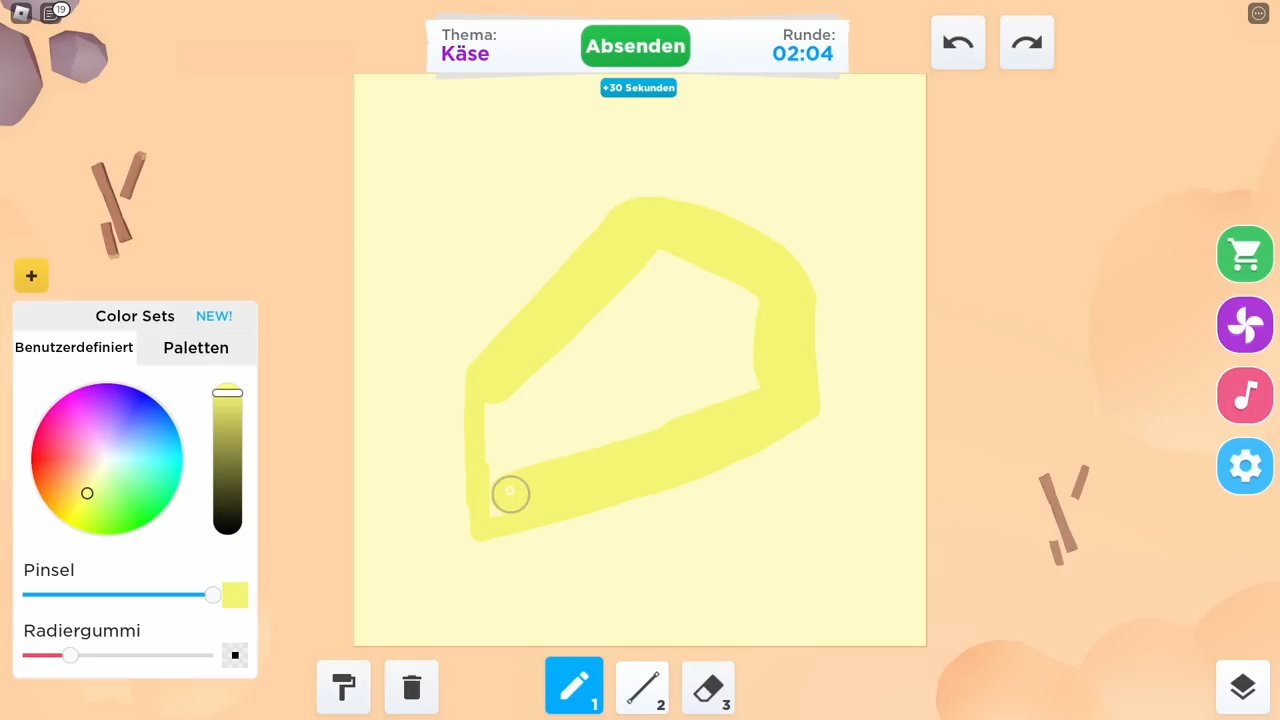 19
Thema:
Käse
Absenden
Runde:
02:04
+30 Sekunden
+
Color Sets NEW!
Benutzerdefiniert Paletten
Pinsel
Radiergummi
1
2
3